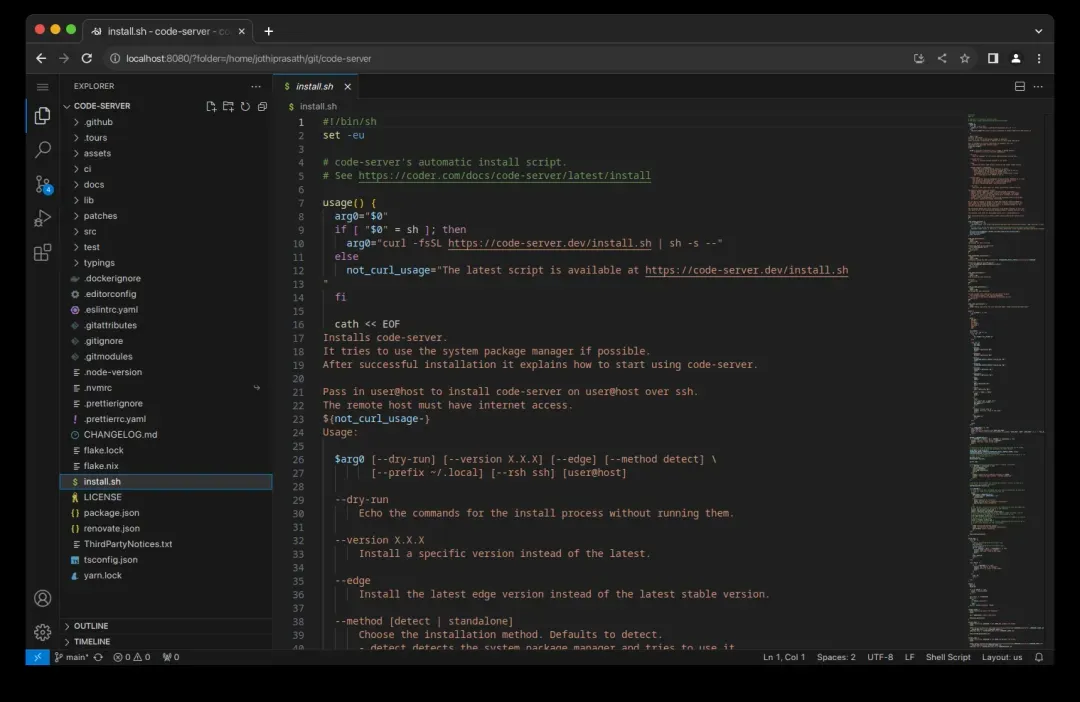 install.sh - code-server - co
localhost:8080/?folder=/home/jothiprasath/git/code-server
EXPLORER
CODE-SERVER
.github
.tours
assets
ci
docs
lib
patches
src
test
typings
.dockerignore
.editorconfig
.eslintrc.yaml
.gitattributes
.gitignore
.gitmodules
.node-version
.nvmrc
.prettierignore
.prettierrc.yaml
CHANGELOG.md
flake.lock
flake.nix
install.sh
LICENSE
package.json
renovate.json
ThirdPartyNotices.txt
tsconfig.json
yarn.lock
OUTLINE
TIMELINE
4
$ install.sh
$ install.sh
1 #!/bin/sh
2 set -eu
3
4 # code-server's automatic install script.
5 # See https://coder.com/docs/code-server/latest/install
6
7 usage() {
8 arg0="$0"
9 if [ "$0" = sh ]; then
10 arg0="curl -fsSL https://code-server.dev/install.sh | sh -s --"
11 else
12 not_curl_usage="The latest script is available at https://code-server.dev/install.sh
13 "
14 fi
15
16 cath << EOF
17 Installs code-server.
18 It tries to use the system package manager if possible.
19 After successful installation it explains how to start using code-server.
20
21 Pass in user@host to install code-server on user@host over ssh.
22 The remote host must have internet access.
23 ${not_curl_usage-}
24 Usage:
25
26 $arg0 [--dry-run] [--version X.X.X] [--edge] [--method detect] \
27 [--prefix ~/.local] [--rsh ssh] [user@host]
28
29 --dry-run
30 Echo the commands for the install process without running them.
31
32 --version X.X.X
33 Install a specific version instead of the latest.
34
35 --edge
36 Install the latest edge version instead of the latest stable version.
37
38 --method [detect | standalone]
39 Choose the installation method. Defaults to detect.
40 - detect detects the system package manager and tries to use it.
main* 0 0 0
Ln 1, Col 1 Spaces: 2 UTF-8 LF Shell Script Layout: us